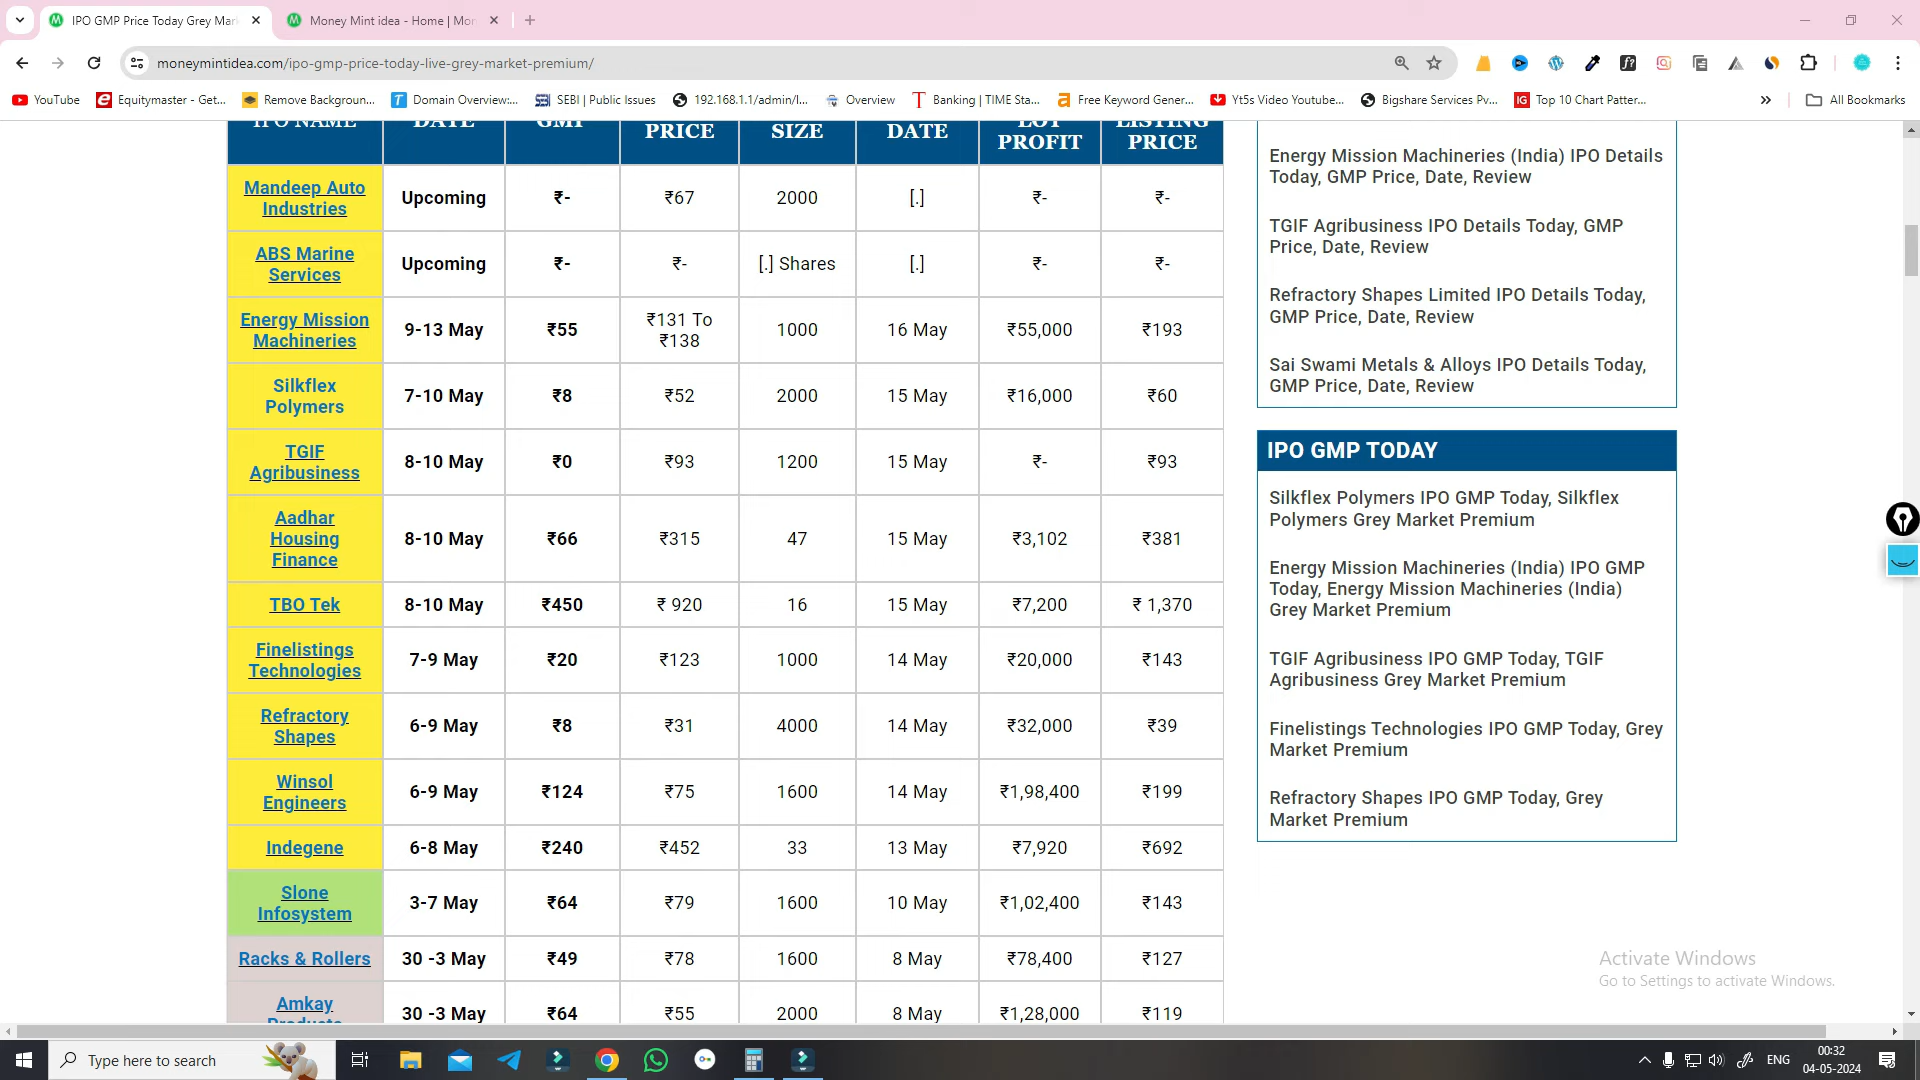 IPO GMP Price Today Grey Mar
Money Mint idea - Home | Mon
moneymintidea.com/ipo-gmp-price-today-live-grey-market-premium/
YouTube
Equitymaster - Get...
Remove Backgroun...
Domain Overview:...
SEBI | Public Issues
192.168.1.1/admin/l...
Overview
Banking | TIME Sta...
Free Keyword Gener...
Yt5s Video Youtube...
Bigshare Services Pv...
Top 10 Chart Patter...
All Bookmarks
IPO NAME DATE GMP PRICE SIZE DATE LOT PROFIT LISTING PRICE
Mandeep Auto Industries Upcoming ₹- ₹67 2000 [.] ₹- ₹-
ABS Marine Services Upcoming ₹- ₹- [.] Shares [.] ₹- ₹-
Energy Mission Machineries 9-13 May ₹55 ₹131 To ₹138 1000 16 May ₹55,000 ₹193
Silkflex Polymers 7-10 May ₹8 ₹52 2000 15 May ₹16,000 ₹60
TGIF Agribusiness 8-10 May ₹0 ₹93 1200 15 May ₹- ₹93
Aadhar Housing Finance 8-10 May ₹66 ₹315 47 15 May ₹3,102 ₹381
TBO Tek 8-10 May ₹450 ₹ 920 16 15 May ₹7,200 ₹ 1,370
Finelistings Technologies 7-9 May ₹20 ₹123 1000 14 May ₹20,000 ₹143
Refractory Shapes 6-9 May ₹8 ₹31 4000 14 May ₹32,000 ₹39
Winsol Engineers 6-9 May ₹124 ₹75 1600 14 May ₹1,98,400 ₹199
Indegene 6-8 May ₹240 ₹452 33 13 May ₹7,920 ₹692
Slone Infosystem 3-7 May ₹64 ₹79 1600 10 May ₹1,02,400 ₹143
Racks & Rollers 30 -3 May ₹49 ₹78 1600 8 May ₹78,400 ₹127
Amkay Products 30 -3 May ₹64 ₹55 2000 8 May ₹1,28,000 ₹119
Energy Mission Machineries (India) IPO Details
Today, GMP Price, Date, Review
TGIF Agribusiness IPO Details Today, GMP
Price, Date, Review
Refractory Shapes Limited IPO Details Today,
GMP Price, Date, Review
Sai Swami Metals & Alloys IPO Details Today,
GMP Price, Date, Review
IPO GMP TODAY
Silkflex Polymers IPO GMP Today, Silkflex
Polymers Grey Market Premium
Energy Mission Machineries (India) IPO GMP
Today, Energy Mission Machineries (India)
Grey Market Premium
TGIF Agribusiness IPO GMP Today, TGIF
Agribusiness Grey Market Premium
Finelistings Technologies IPO GMP Today, Grey
Market Premium
Refractory Shapes IPO GMP Today, Grey
Market Premium
Activate Windows
Go to Settings to activate Windows.
Type here to search
ENG
00:32
04-05-2024